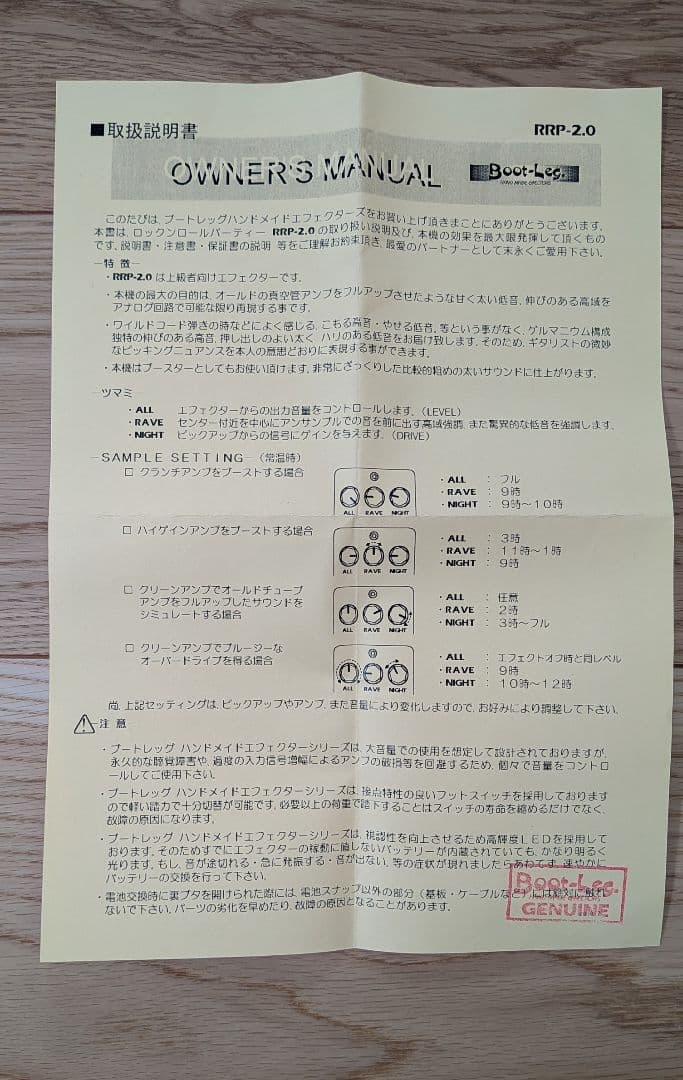 ■取扱説明書
RRP-2.0
OWNER'S MANUAL
Boot-Leg.
HAND MADE EFFECTORS
このたびは、ブートレッグハンドメイドエフェクターズをお買い上げ頂きまことにありがとうございます。
本書は、ロックンロールパーティー RRP-2.0 の取り扱い説明及び、本機の効果を最大限発揮して頂くもの
です。説明書・注意書・保証書の説明 等をご理解お約束頂き、最愛のパートナーとして末永くご愛用下さい。
―特 徴―
・RRP-2.0 は上級者向けエフェクターです。
・本機の最大の目的は、オールドの真空管アンプをフルアップさせたような甘く太い低音、伸びのある高域を
アナログ回路で可能な限り再現する事です。
・ワイルドコード弾きの時などによく感じる、こもる高音・やせる低音、等という事がなく、ゲルマニウム構成
独特の伸びのある高音、押し出しのよい太く、ハリのある低音をお届け致します。そのため、ギタリストの微妙
なピッキングニュアンスを本人の意思どおりに表現する事ができます。
・本機はブースターとしてもお使い頂けます。非常にざっくりした比較的粗めの太いサウンドに仕上がります。
―ツマミ
・ALL エフェクターからの出力音量をコントロールします。（LEVEL）
・RAVE センター付近を中心にアンサンブルでの音を前に出す高域強調、また驚異的な低音を強調します。
・NIGHT ピックアップからの信号にゲインを与えます。（DRIVE）
―SAMPLE SETTING―（常温時）
□ クランチアンプをブーストする場合
ALL RAVE NIGHT
・ALL ： フル
・RAVE ： 9時
・NIGHT ： 9時～10時
□ ハイゲインアンプをブーストする場合
ALL RAVE NIGHT
・ALL ： 3時
・RAVE ： 11時～1時
・NIGHT ： 9時
□ クリーンアンプでオールドチューブ
アンプをフルアップしたサウンドを
シミュレートする場合
ALL RAVE NIGHT
・ALL ： 任意
・RAVE ： 2時
・NIGHT ： 3時～フル
□ クリーンアンプでブルージーな
オーバードライブを得る場合
ALL RAVE NIGHT
・ALL ： エフェクトオフ時と同レベル
・RAVE ： 9時
・NIGHT ： 10時～12時
尚、上記セッティングは、ピックアップやアンプ、また音量により変化しますので、お好みにより調整して下さい。
⚠―注 意
・ブートレッグ ハンドメイドエフェクターシリーズは、大音量での使用を想定して設計されておりますが、
永久的な聴覚障害や、過度の入力信号増幅によるアンプの破損等を回避するため、個々で音量をコントロ
ールしてご使用下さい。
・ブートレッグ ハンドメイドエフェクターシリーズは、接点特性の良いフットスイッチを採用しております
ので軽い踏力で十分切替が可能です。必要以上の荷重で踏下することはスイッチの寿命を縮めるだけでなく、
故障の原因になります。
・ブートレッグ ハンドメイドエフェクターシリーズは、視認性を向上させるため高輝度LEDを採用して
おります。そのためすでにエフェクターの稼動に値しないバッテリーが内蔵されていても、かなり明るく
光ります。もし、音が途切れる・急に発振する・音が出ない、等の症状が現れましたらあわてず、速やかに
バッテリーの交換を行って下さい。
・電池交換時に裏ブタを開けられた際には、電池スナップ以外の部分（基板・ケーブルなど）には絶対に触れ
ないで下さい。パーツの劣化を早めたり、故障の原因となることがあります。
Boot-Leg.
HAND MADE EFFECTORS
GENUINE